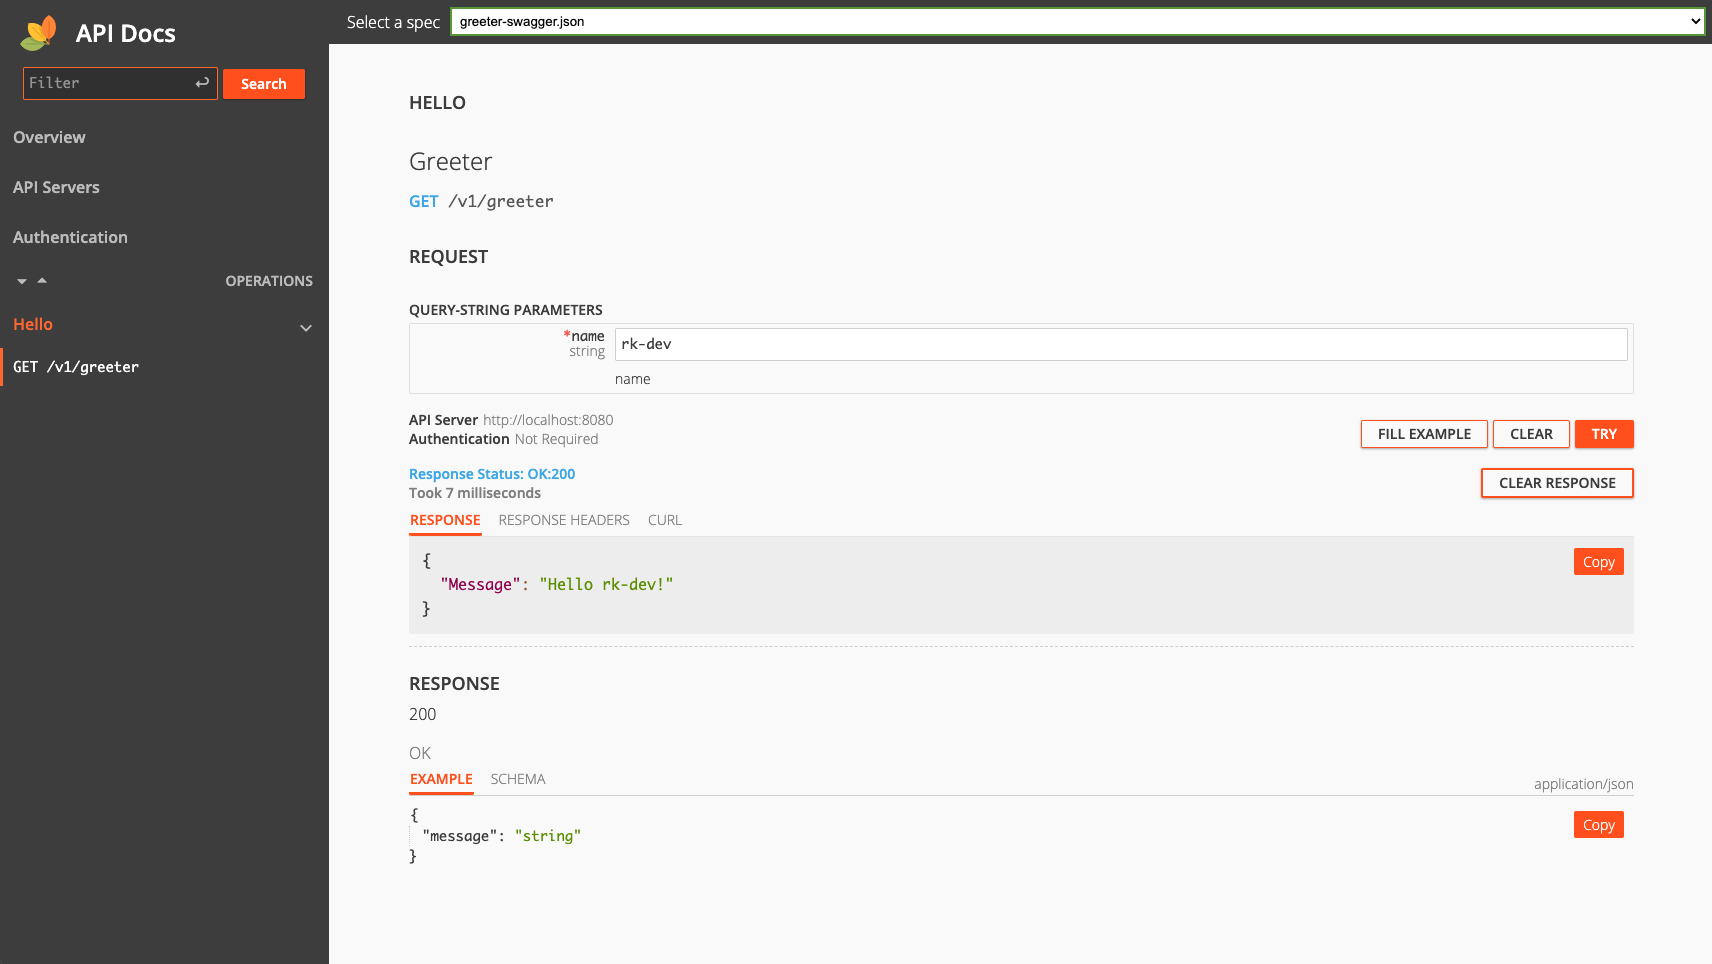 API Docs
Select a spec
greeter-swagger.json
Filter
Search
Overview
API Servers
Authentication
OPERATIONS
Hello
GET /v1/greeter
HELLO
Greeter
GET /v1/greeter
REQUEST
QUERY-STRING PARAMETERS
*name
string
rk-dev
name
API Server http://localhost:8080
Authentication Not Required
FILL EXAMPLE CLEAR TRY
Response Status: OK:200
Took 7 milliseconds
CLEAR RESPONSE
RESPONSE RESPONSE HEADERS CURL
{
"Message": "Hello rk-dev!"
}
Copy
RESPONSE
200
OK
EXAMPLE SCHEMA
application/json
{
"message": "string"
}
Copy